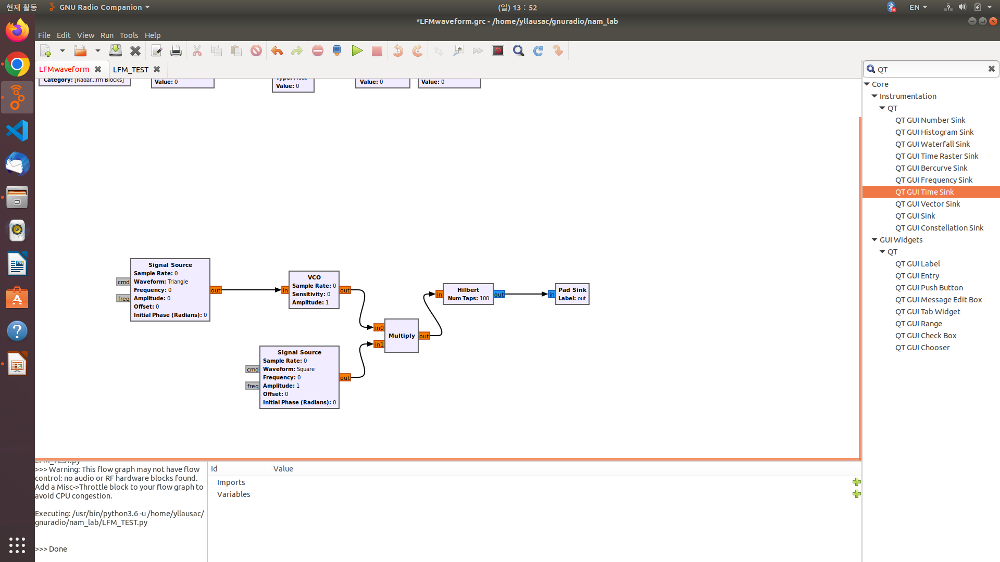 현재 활동
GNU Radio Companion
(일) 13 : 52
EN
*LFMwaveform.grc - /home/yllausac/gnuradio/nam_lab
File Edit View Run Tools Help
LFMwaveform
LFM_TEST
Category: [Radar...rm Blocks]
Value: 0
Value: 0
Value: 0
Value: 0
Signal Source
Sample Rate: 0
Waveform: Triangle
Frequency: 0
Amplitude: 0
Offset: 0
Initial Phase (Radians): 0
cmd
freq
out
in
VCO
Sample Rate: 0
Sensitivity: 0
Amplitude: 1
out
Signal Source
Sample Rate: 0
Waveform: Square
Frequency: 0
Amplitude: 1
Offset: 0
Initial Phase (Radians): 0
cmd
freq
out
in0
in1
Multiply
out
in
Hilbert
Num Taps: 100
out
in
Pad Sink
Label: out
LFM_TEST.py
>>> Warning: This flow graph may not have flow
control: no audio or RF hardware blocks found.
Add a Misc->Throttle block to your flow graph to
avoid CPU congestion.
Executing: /usr/bin/python3.6 -u /home/yllausac/
gnuradio/nam_lab/LFM_TEST.py
>>> Done
Id
Value
Imports
Variables
QT
Core
Instrumentation
QT
QT GUI Number Sink
QT GUI Histogram Sink
QT GUI Waterfall Sink
QT GUI Time Raster Sink
QT GUI Bercurve Sink
QT GUI Frequency Sink
QT GUI Time Sink
QT GUI Vector Sink
QT GUI Sink
QT GUI Constellation Sink
GUI Widgets
QT
QT GUI Label
QT GUI Entry
QT GUI Push Button
QT GUI Message Edit Box
QT GUI Tab Widget
QT GUI Range
QT GUI Check Box
QT GUI Chooser